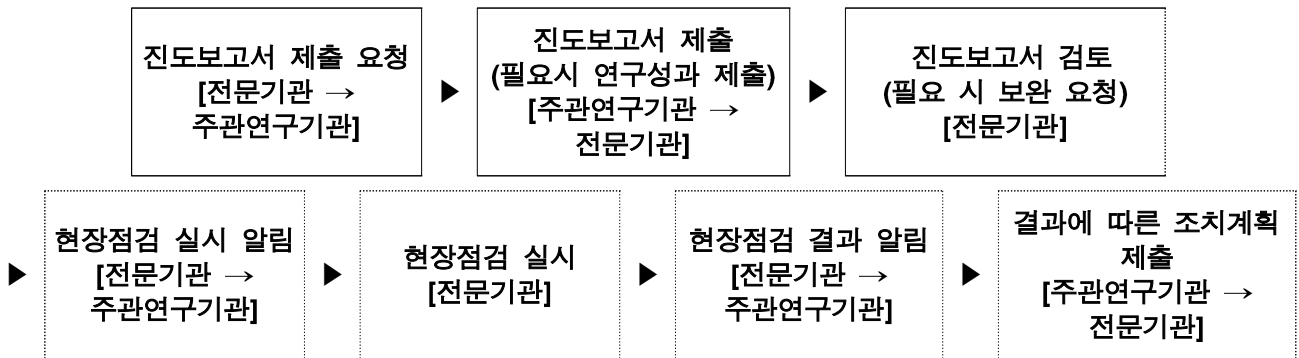 진도보고서 제출 요청
[전문기관 →
주관연구기관]
▶
진도보고서 제출
(필요시 연구성과 제출)
[주관연구기관 →
전문기관]
▶
진도보고서 검토
(필요 시 보완 요청)
[전문기관]
▶
현장점검 실시 알림
[전문기관 →
주관연구기관]
▶
현장점검 실시
[전문기관]
▶
현장점검 결과 알림
[전문기관 →
주관연구기관]
▶
결과에 따른 조치계획
제출
[주관연구기관 →
전문기관]